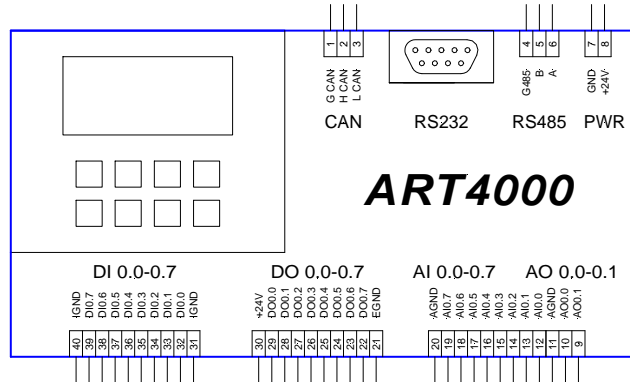 1 2 3 4 5 6 7 8
G CAN H CAN L CAN G485 B A GND +24V
CAN RS232 RS485 PWR
ART4000
DI 0.0-0.7 DO 0.0-0.7 AI 0.0-0.7 AO 0.0-0.1
IGND DI0.7 DI0.6 DI0.5 DI0.4 DI0.3 DI0.2 DI0.1 DI0.0 IGND +24V DO0.0 DO0.1 DO0.2 DO0.3 DO0.4 DO0.5 DO0.6 DO0.7 EGND AGND AI0.7 AI0.6 AI0.5 AI0.4 AI0.3 AI0.2 AI0.1 AI0.0 AGND AO0.0 AO0.1
40 39 38 37 36 35 34 33 32 31 30 29 28 27 26 25 24 23 22 21 20 19 18 17 16 15 14 13 12 11 10 9